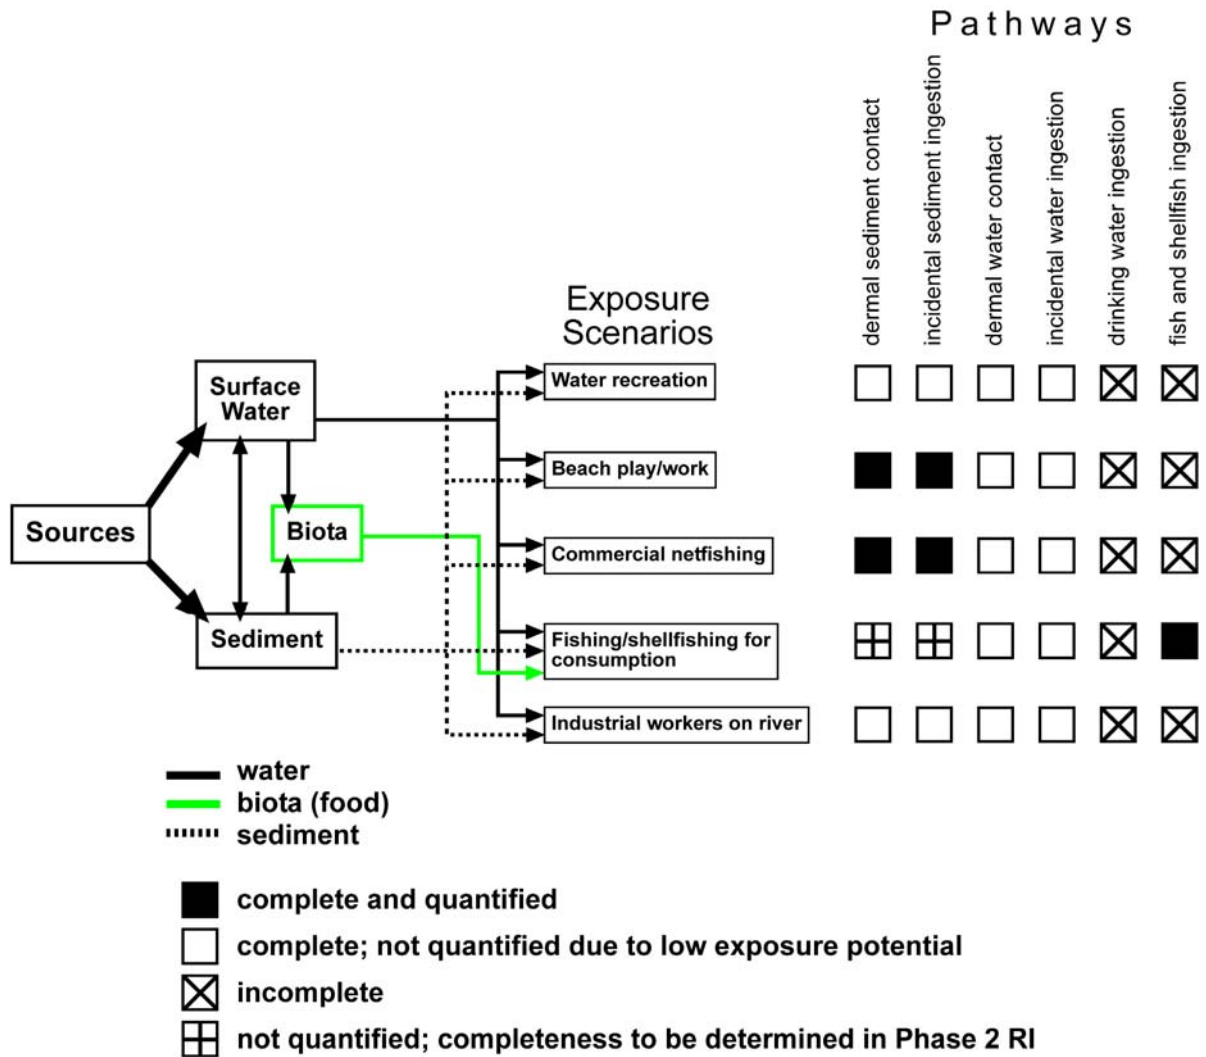 Pathways
dermal sediment contact
incidental sediment ingestion
dermal water contact
incidental water ingestion
drinking water ingestion
fish and shellfish ingestion
Exposure
Scenarios
Surface
Water
Sources
Biota
Sediment
Water recreation
Beach play/work
Commercial netfishing
Fishing/shellfishing for
consumption
Industrial workers on river
water
biota (food)
sediment
complete and quantified
complete; not quantified due to low exposure potential
incomplete
not quantified; completeness to be determined in Phase 2 RI